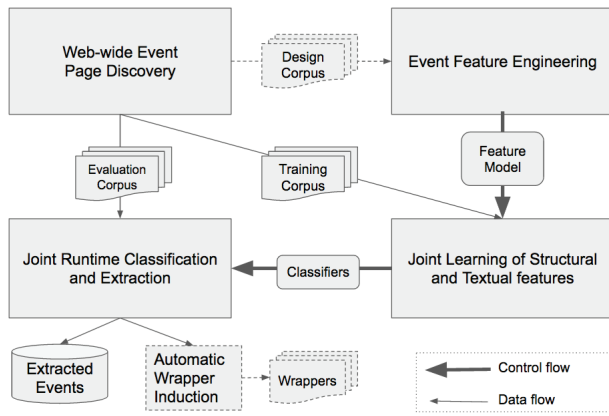 Web-wide Event
Page Discovery
Design
Corpus
Event Feature Engineering
Evaluation
Corpus
Training
Corpus
Feature
Model
Joint Runtime Classification
and Extraction
Classifiers
Joint Learning of Structural
and Textual features
Extracted
Events
Automatic
Wrapper
Induction
Wrappers
Control flow
Data flow